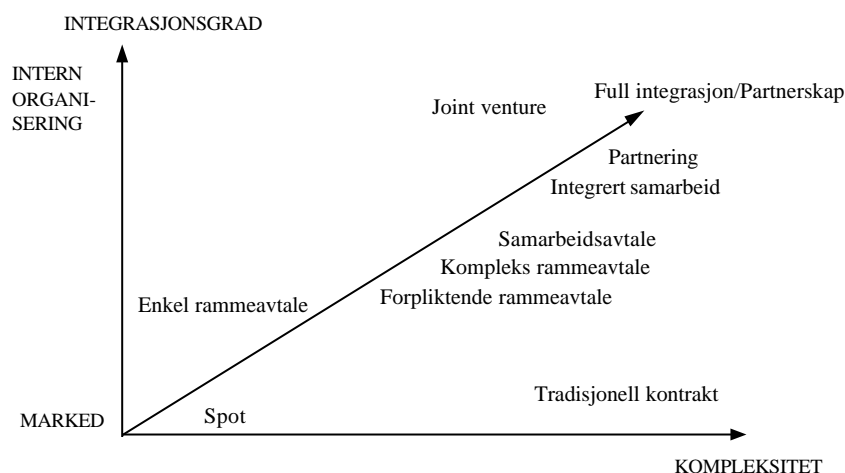 INTEGRASJONSGRAD
INTERN
ORGANI-
SERING
Full integrasjon/Partnerskap
Joint venture
Partnering
Integrert samarbeid
Samarbeidsavtale
Kompleks rammeavtale
Forpliktende rammeavtale
Enkel rammeavtale
Tradisjonell kontrakt
MARKED
Spot
KOMPLEKSITET